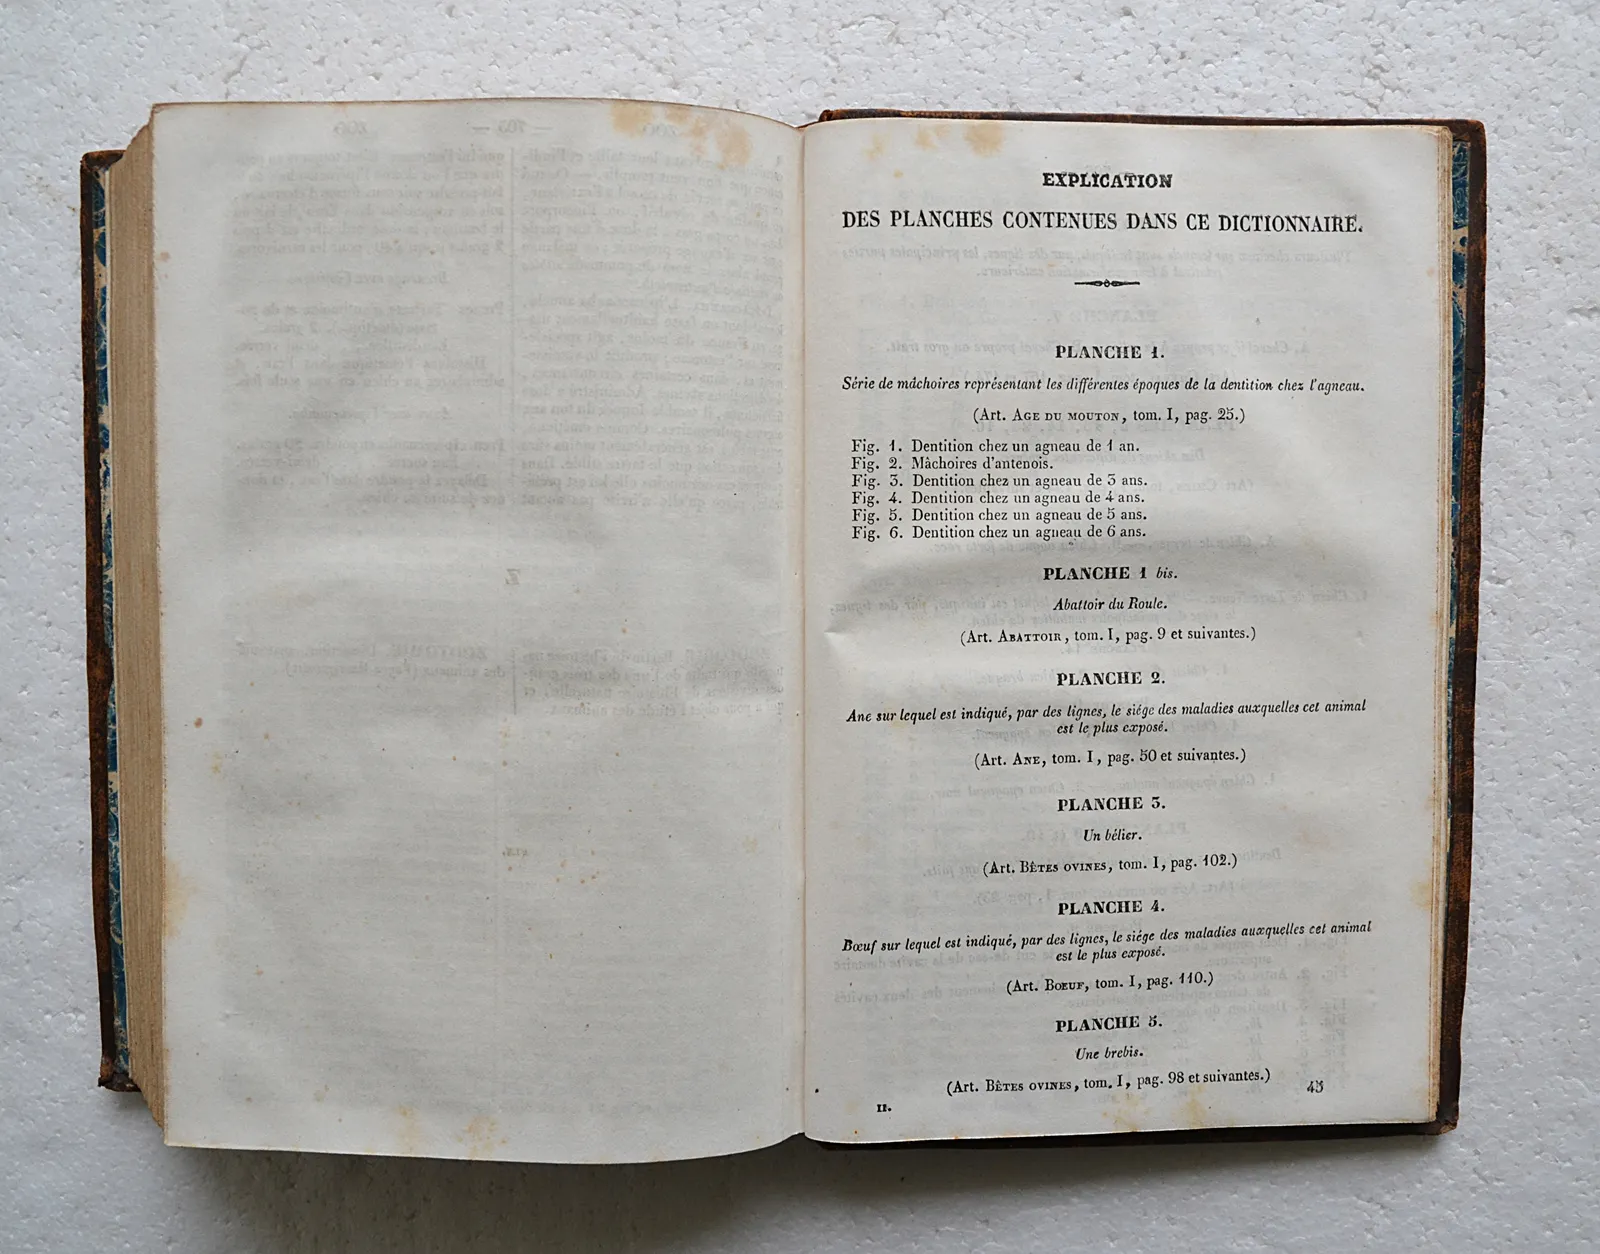 EXPLICATION
DES PLANCHES CONTENUES DANS CE DICTIONNAIRE.
PLANCHE 1.
Série de mâchoires représentant les différentes époques de la dentition chez l'agneau.
(Art. AGE DU MOUTON, tom. I, pag. 25.)
Fig. 1. Dentition chez un agneau de 1 an.
Fig. 2. Mâchoires d'antenois.
Fig. 3. Dentition chez un agneau de 3 ans.
Fig. 4. Dentition chez un agneau de 4 ans.
Fig. 5. Dentition chez un agneau de 5 ans.
Fig. 6. Dentition chez un agneau de 6 ans.
PLANCHE 1 bis.
Abattoir du Roule.
(Art. ABATTOIR, tom. I, pag. 9 et suivantes.)
PLANCHE 2.
Ane sur lequel est indiqué, par des lignes, le siége des maladies auxquelles cet animal
est le plus exposé.
(Art. ANE, tom. I, pag. 50 et suivantes.)
PLANCHE 3.
Un bélier.
(Art. BÊTES OVINES, tom. I, pag. 102.)
PLANCHE 4.
Bœuf sur lequel est indiqué, par des lignes, le siége des maladies auxquelles cet animal
est le plus exposé.
(Art. BOEUF, tom. I, pag. 110.)
PLANCHE 5.
Une brebis.
(Art. BÊTES OVINES, tom. I, pag. 98 et suivantes.)
II. 45